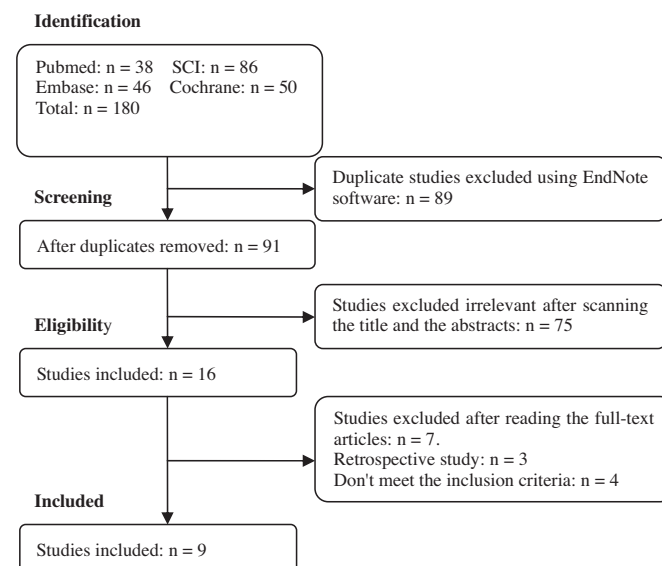 Identification
Pubmed: n = 38 SCI: n = 86
Embase: n = 46 Cochrane: n = 50
Total: n = 180
Duplicate studies excluded using EndNote
software: n = 89
Screening
After duplicates removed: n = 91
Studies excluded irrelevant after scanning
the title and the abstracts: n = 75
Eligibility
Studies included: n = 16
Studies excluded after reading the full-text
articles: n = 7.
Retrospective study: n = 3
Don't meet the inclusion criteria: n = 4
Included
Studies included: n = 9